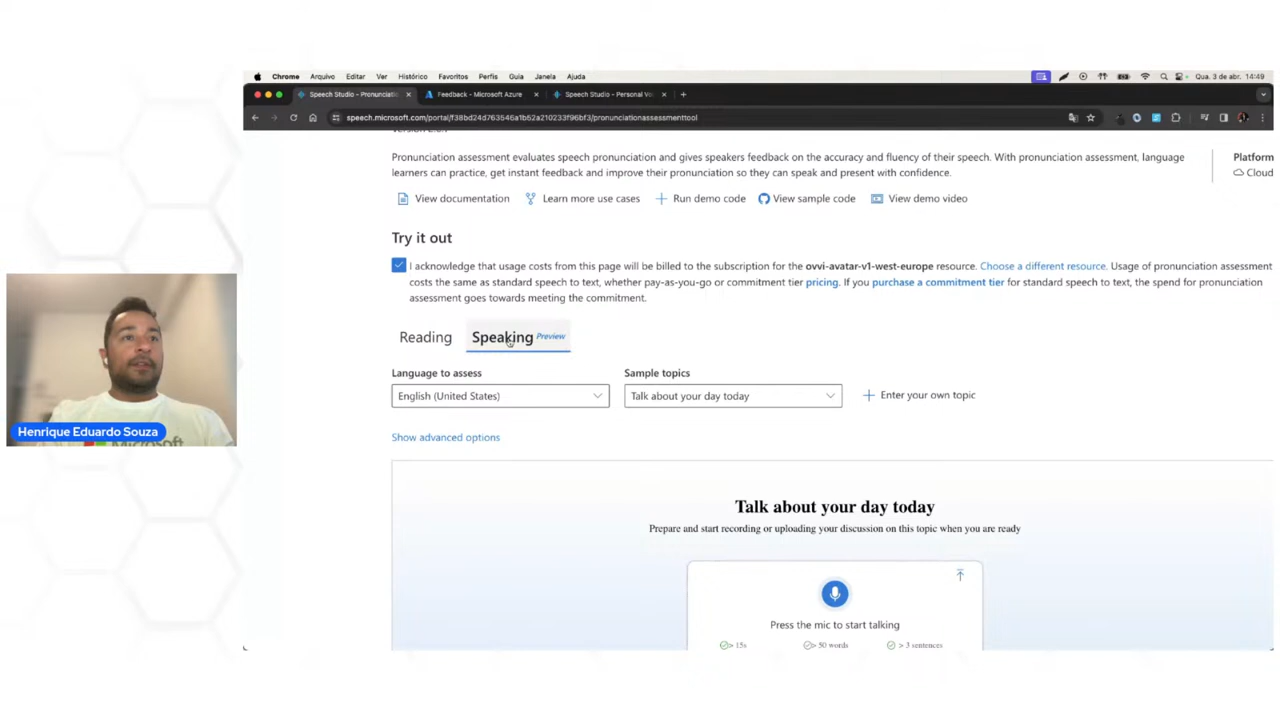 Chrome Arquivo Editar Ver Histórico Favoritos Perfis Guia Janela Ajuda
Qua. 3 de abr. 14:49
Speech Studio - Pronunciatio
Feedback - Microsoft Azure
Speech Studio - Personal Vo
speech.microsoft.com/portal/f38bd24d763546a1b52a210233f96bf3/pronunciationassessmenttool
Pronunciation assessment evaluates speech pronunciation and gives speakers feedback on the accuracy and fluency of their speech. With pronunciation assessment, language
learners can practice, get instant feedback and improve their pronunciation so they can speak and present with confidence.
Platform
Cloud
View documentation Learn more use cases Run demo code View sample code View demo video
Try it out
I acknowledge that usage costs from this page will be billed to the subscription for the ovvi-avatar-v1-west-europe resource. Choose a different resource. Usage of pronunciation assessment
costs the same as standard speech to text, whether pay-as-you-go or commitment tier pricing. If you purchase a commitment tier for standard speech to text, the spend for pronunciation
assessment goes towards meeting the commitment.
Reading Speaking Preview
Language to assess Sample topics
English (United States) Talk about your day today + Enter your own topic
Henrique Eduardo Souza
Microsoft
Show advanced options
Talk about your day today
Prepare and start recording or uploading your discussion on this topic when you are ready
Press the mic to start talking
> 15s > 50 words > 3 sentences